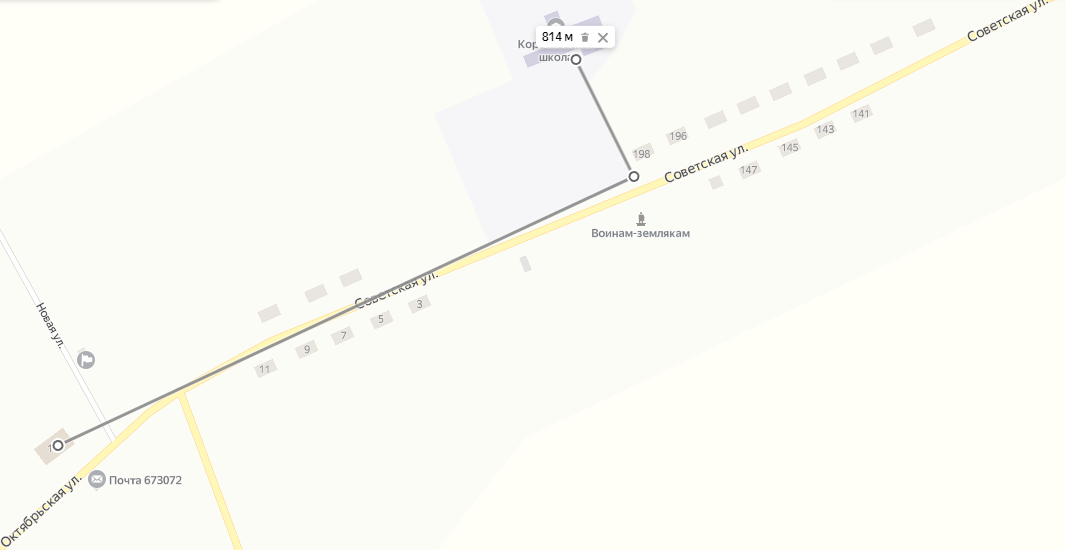 Советская ул.
814 м
школа
196
198
141
143
145
147
Советская ул.
Воинам-землякам
Советская ул.
3
5
7
9
11
Новая ул.
Почта 673072
Октябрьская ул.